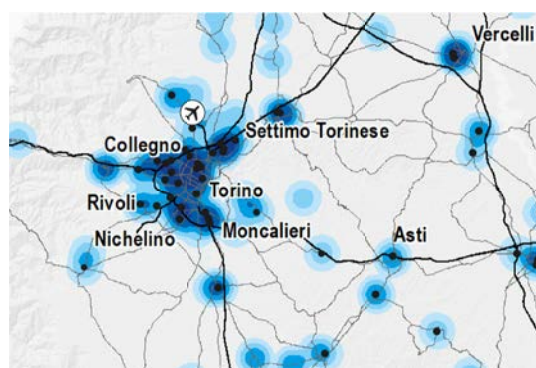 Vercelli
Settimo Torinese
Collegno
Torino
Rivoli
Moncalieri
Asti
Nichelino